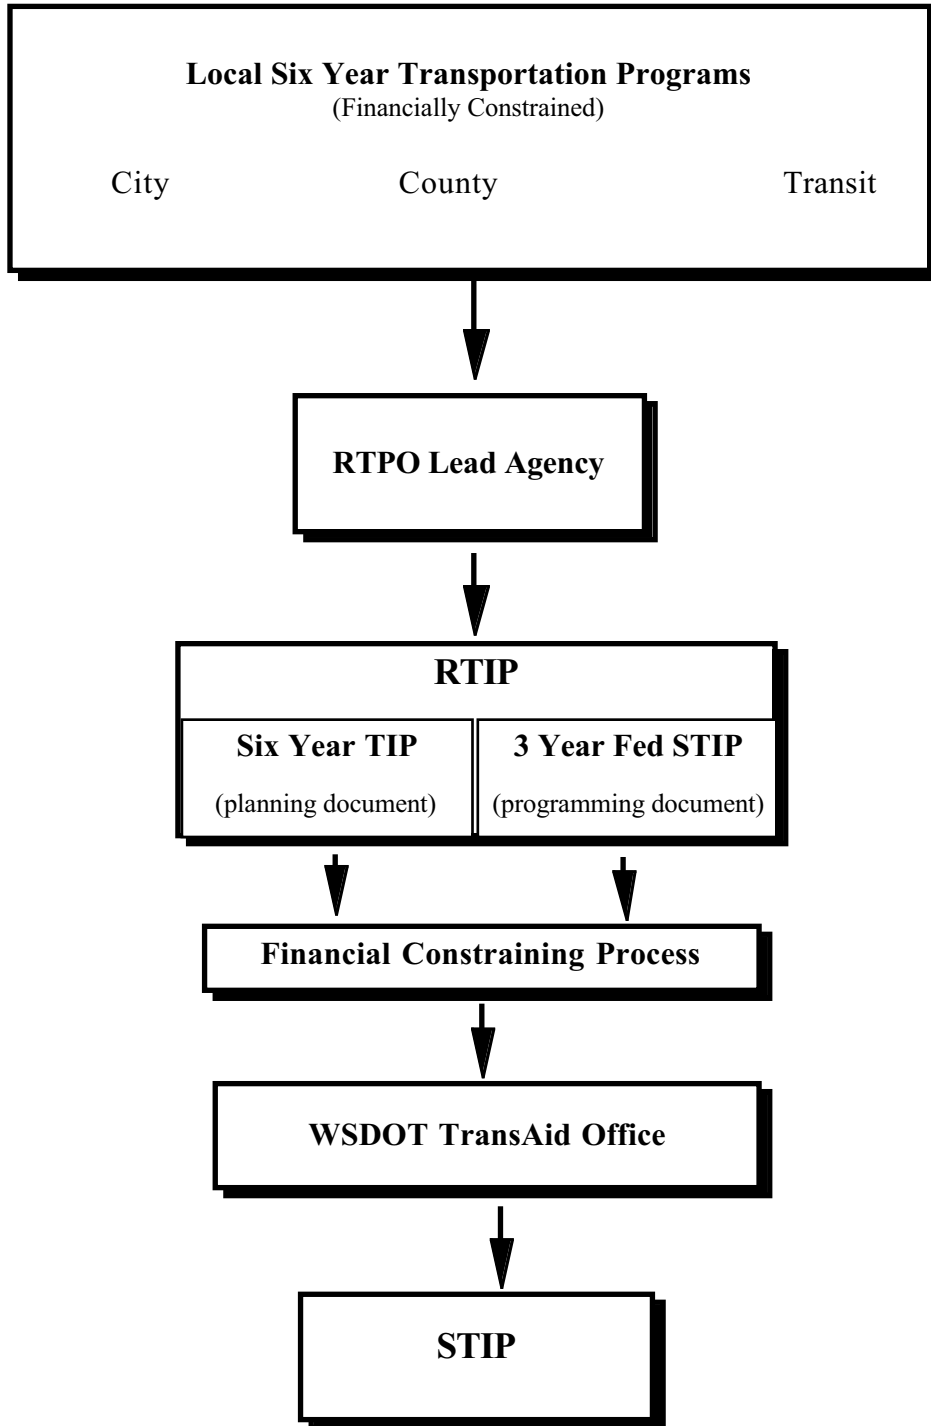 Local Six Year Transportation Programs
(Financially Constrained)
City County Transit
RTPO Lead Agency
RTIP
Six Year TIP
(planning document)
3 Year Fed STIP
(programming document)
Financial Constraining Process
WSDOT TransAid Office
STIP